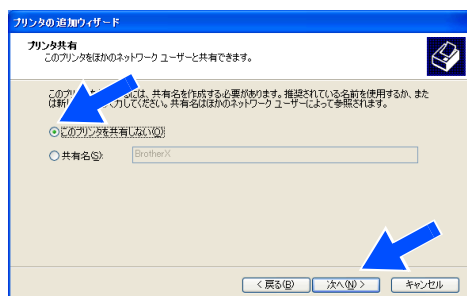 プリンタの追加ウィザード
プリンタ共有
このプリンタをほかのネットワーク ユーザーと共有できます。
このプリ には、共有名を作成する必要があります。推奨されている名前を使用するか、また
は新し 力してください。共有名はほかのネットワーク ユーザーによって参照されます。
このプリンタを共有しない(O)
共有名(S):
BrotherX
< 戻る(B)
次へ(N) >
キャンセル